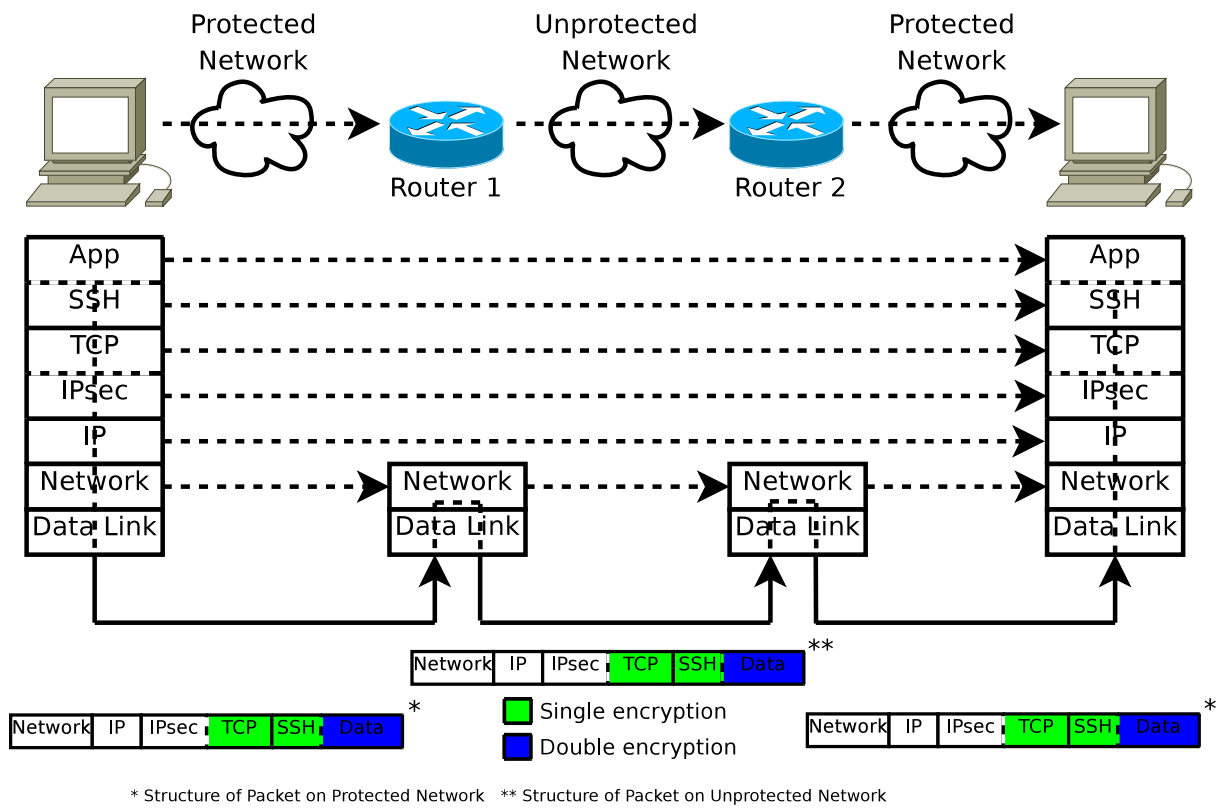 Protected
Network
Unprotected
Network
Protected
Network
Router 1
Router 2
App
SSH
TCP
IPsec
IP
Network
Data Link
Network
Data Link
Network
Data Link
App
SSH
TCP
IPsec
IP
Network
Data Link
Network IP IPsec TCP SSH Data **
Single encryption
Double encryption
Network IP IPsec TCP SSH Data *
Network IP IPsec TCP SSH Data *
* Structure of Packet on Protected Network ** Structure of Packet on Unprotected Network